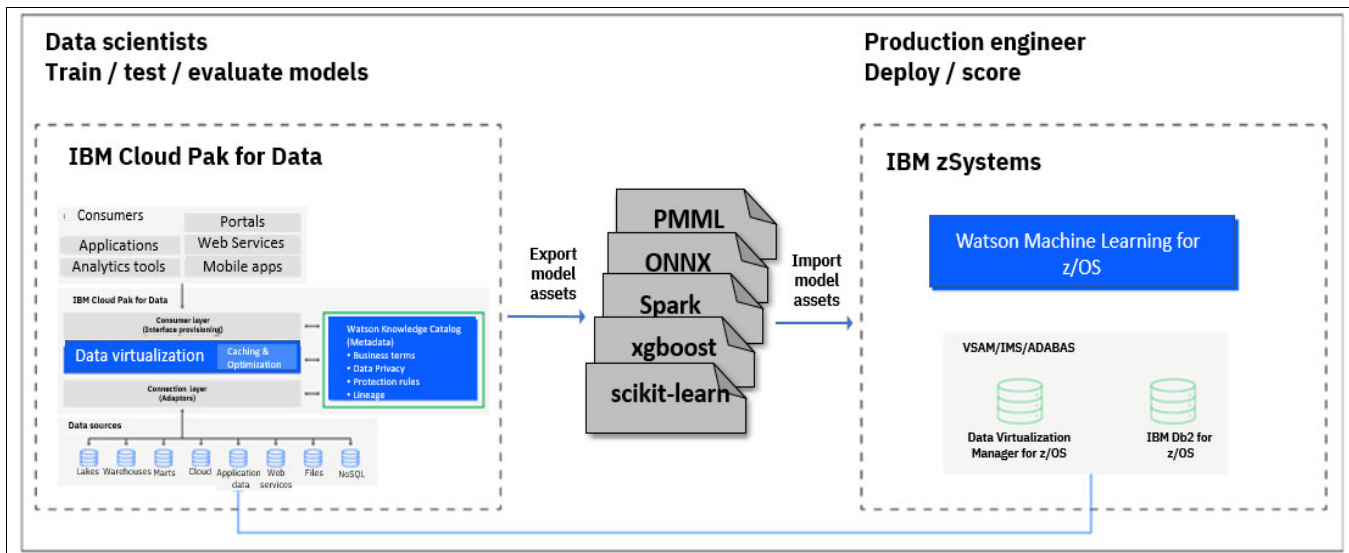 Data scientists
Train / test / evaluate models
Production engineer
Deploy / score
IBM Cloud Pak for Data
Consumers
Portals
Applications
Web Services
Analytics tools
Mobile apps
IBM Cloud Pak for Data
Consumer layer
(Interface provisioning)
Data virtualization
Caching &
Optimization
Connection layer
(Adaptors)
Watson Knowledge Catalog
(Metadata)
• Business terms
• Data Privacy
• Protection rules
• Lineage
Data sources
Lakes
Warehouses
Marts
Cloud
Application
data
Web
services
Files
NoSQL
Export
model
assets
PMML
ONNX
Spark
xgboost
scikit-learn
Import
model
assets
IBM zSystems
Watson Machine Learning for
z/OS
VSAM/IMS/ADABAS
Data Virtualization
Manager for z/OS
IBM Db2 for
z/OS